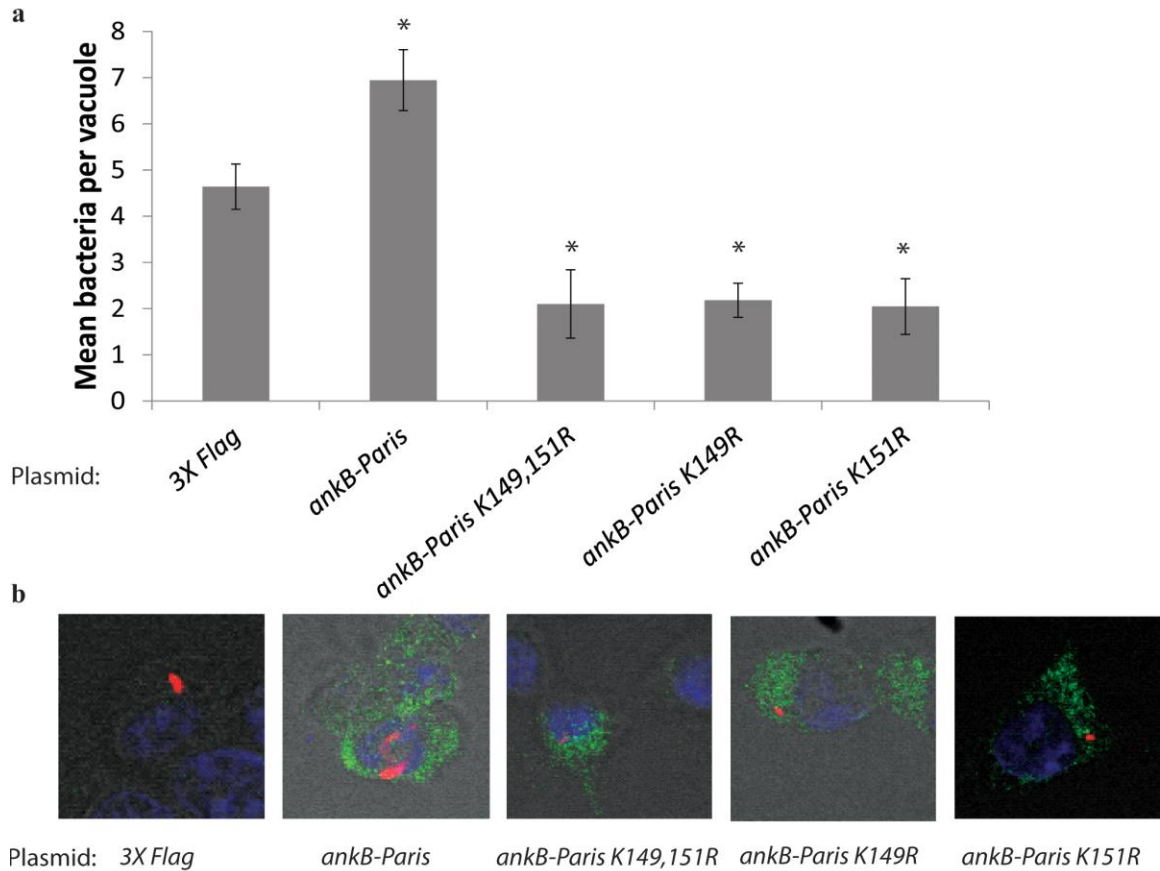 a
Mean bacteria per vacuole
8
7
6
5
4
3
2
1
0
*
*
*
*
Plasmid:
3X Flag
ankB-Paris
ankB-Paris K149,151R
ankB-Paris K149R
ankB-Paris K151R
b
Plasmid: 3X Flag ankB-Paris ankB-Paris K149,151R ankB-Paris K149R ankB-Paris K151R